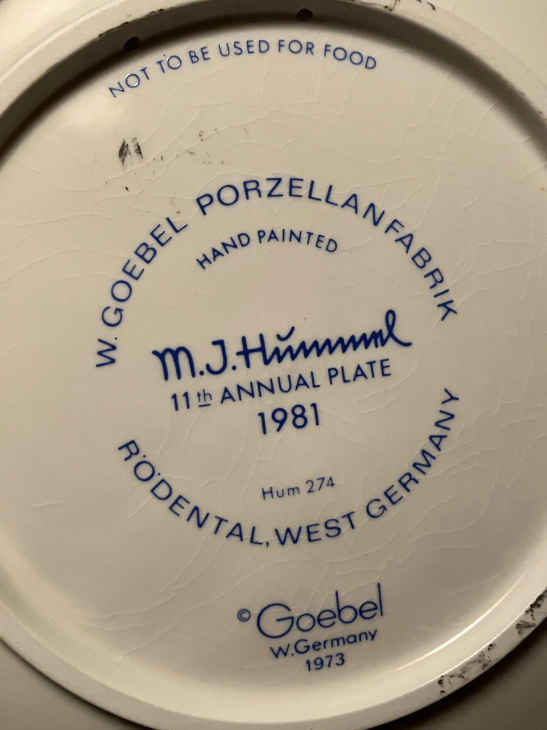 NOT TO BE USED FOR FOOD
W. GOEBEL PORZELLANFABRIK
HAND PAINTED
M.J.Hummel
11th ANNUAL PLATE
1981
Hum 274
RÖDENTAL, WEST GERMANY
© Goebel
W.Germany
1973